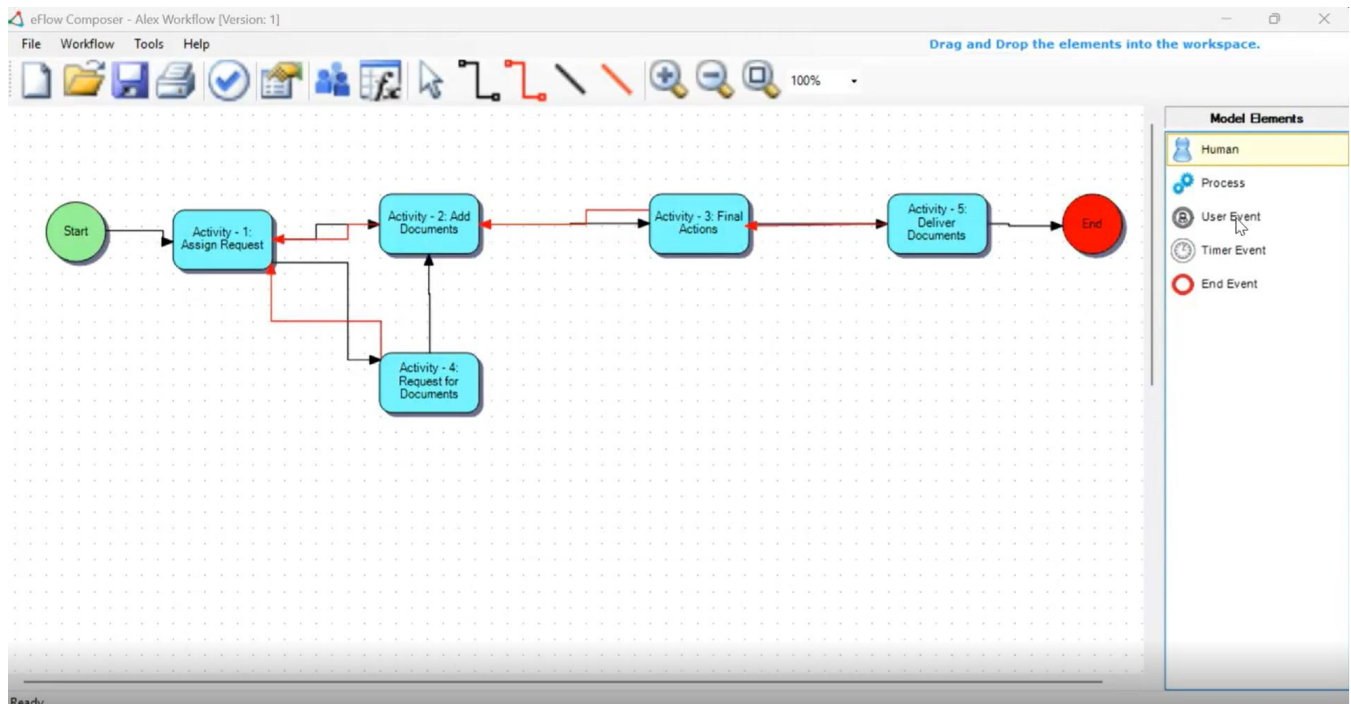 eFlow Composer - Alex Workflow [Version: 1]
File Workflow Tools Help
Drag and Drop the elements into the workspace.
100%
Model Elements
Human
Process
User Event
Timer Event
End Event
Start
Activity - 1:
Assign Request
Activity - 2: Add
Documents
Activity - 3: Final
Actions
Activity - 5:
Deliver
Documents
End
Activity - 4:
Request for
Documents
Ready